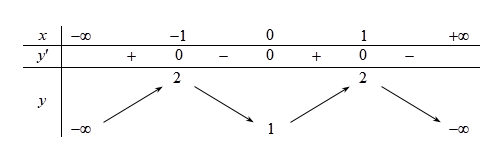 x −∞ −1 0 1 +∞
y′ + 0 − 0 + 0 −
2 2
y
−∞ 1 −∞